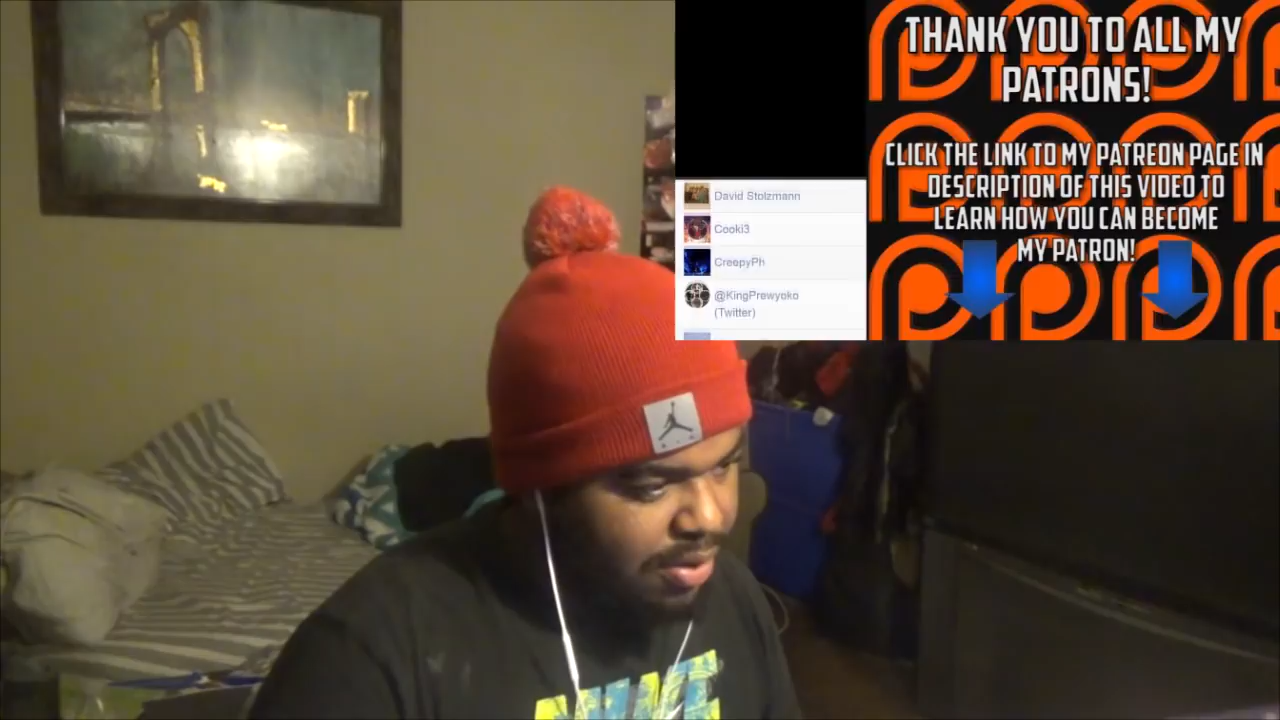 THANK YOU TO ALL MY
PATRONS!
CLICK THE LINK TO MY PATREON PAGE IN
DESCRIPTION OF THIS VIDEO TO
LEARN HOW YOU CAN BECOME
MY PATRON!
David Stolzmann
Cooki3
CreepyPh
@KingPrewyoko
(Twitter)
NIKE